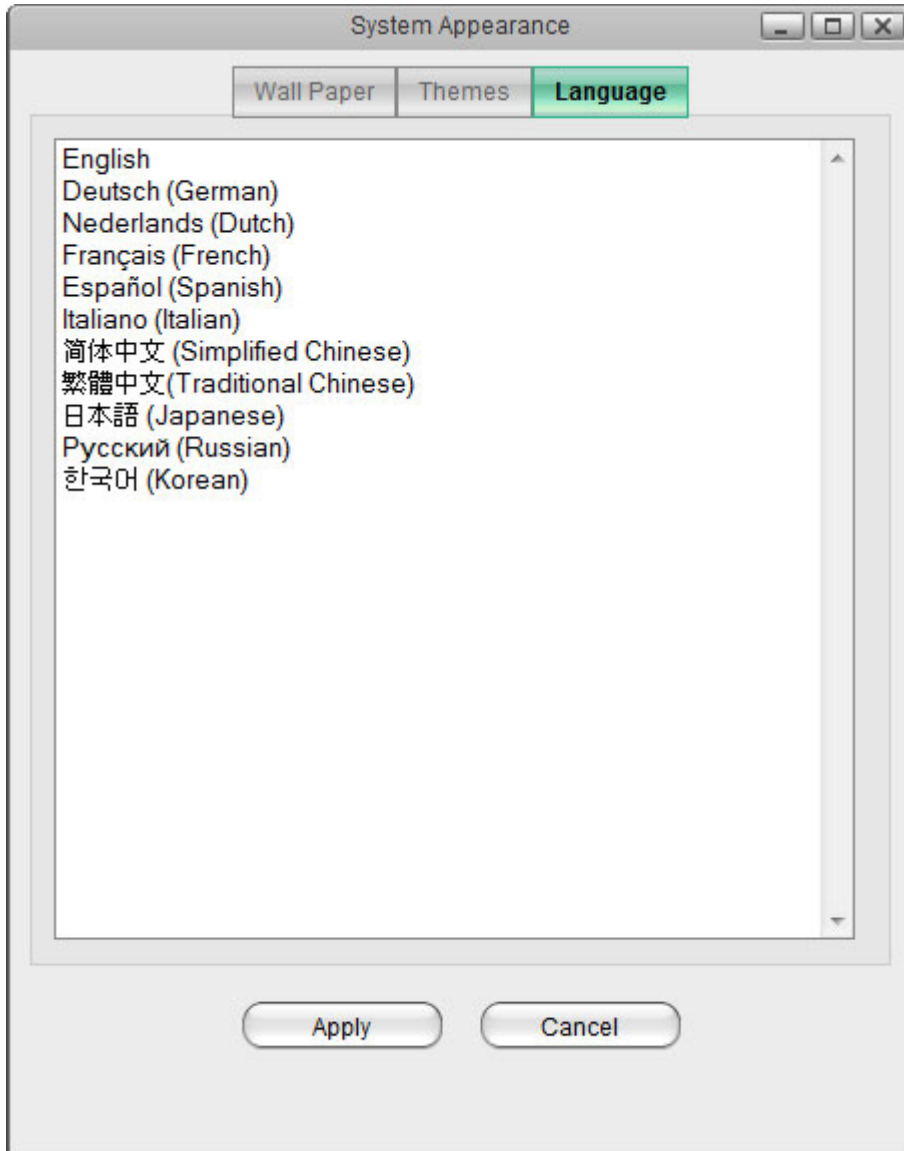 System Appearance
Wall Paper Themes Language
English
Deutsch (German)
Nederlands (Dutch)
Français (French)
Español (Spanish)
Italiano (Italian)
简体中文 (Simplified Chinese)
繁體中文(Traditional Chinese)
日本語 (Japanese)
Русский (Russian)
한국어 (Korean)
Apply Cancel